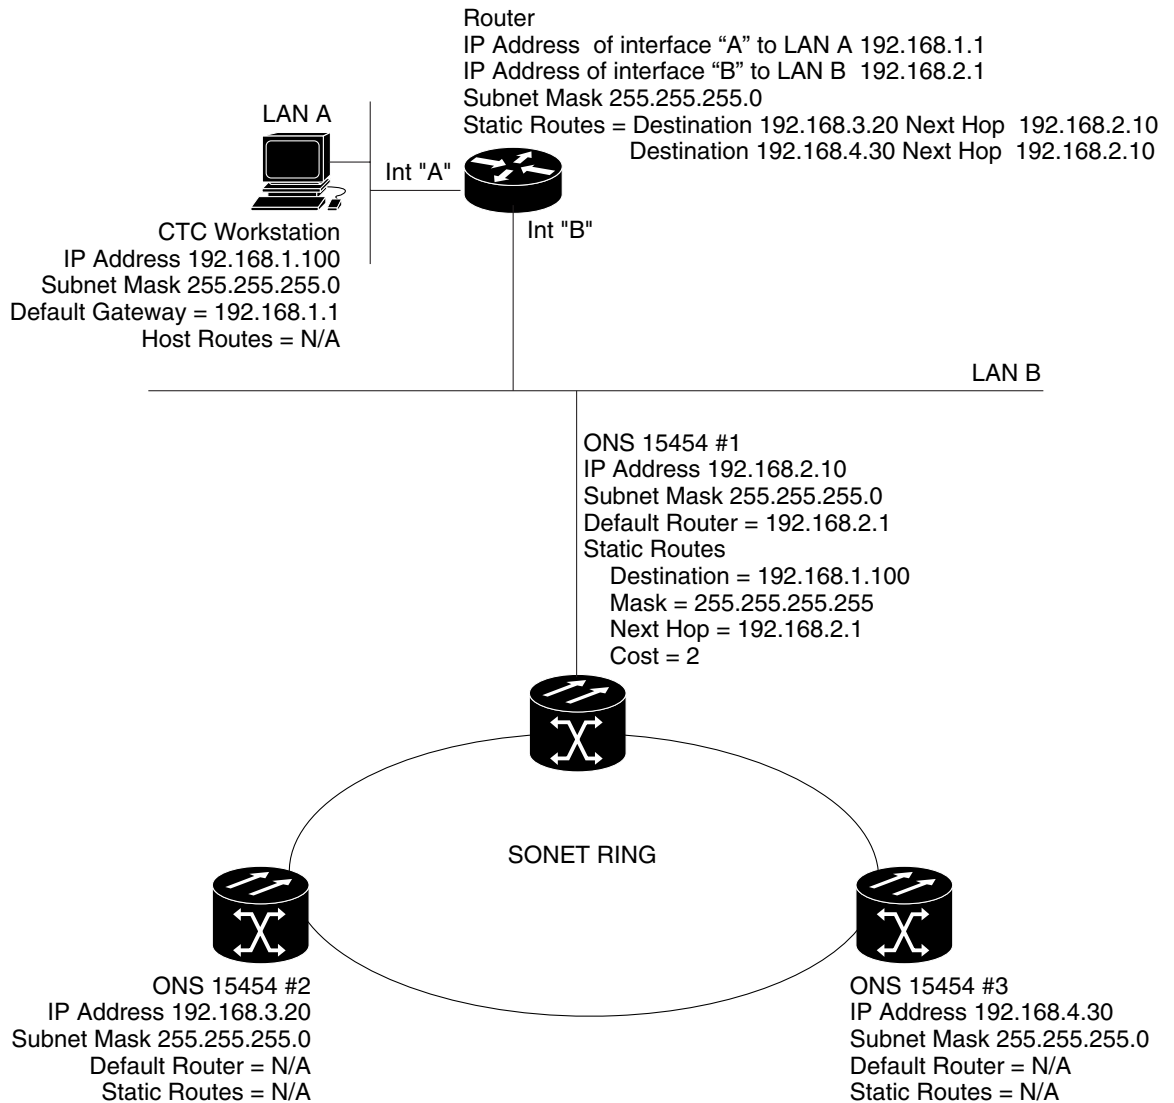 Router
IP Address of interface “A” to LAN A 192.168.1.1
IP Address of interface “B” to LAN B 192.168.2.1
Subnet Mask 255.255.255.0
Static Routes = Destination 192.168.3.20 Next Hop 192.168.2.10
Destination 192.168.4.30 Next Hop 192.168.2.10
LAN A
Int "A"
Int "B"
CTC Workstation
IP Address 192.168.1.100
Subnet Mask 255.255.255.0
Default Gateway = 192.168.1.1
Host Routes = N/A
LAN B
ONS 15454 #1
IP Address 192.168.2.10
Subnet Mask 255.255.255.0
Default Router = 192.168.2.1
Static Routes
Destination = 192.168.1.100
Mask = 255.255.255.255
Next Hop = 192.168.2.1
Cost = 2
SONET RING
ONS 15454 #2
IP Address 192.168.3.20
Subnet Mask 255.255.255.0
Default Router = N/A
Static Routes = N/A
ONS 15454 #3
IP Address 192.168.4.30
Subnet Mask 255.255.255.0
Default Router = N/A
Static Routes = N/A